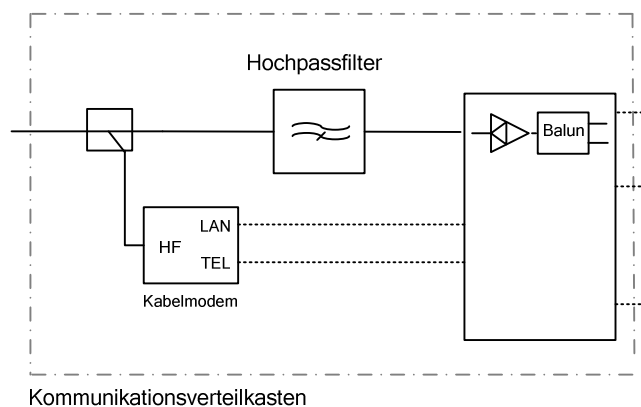 Hochpassfilter
Balun
LAN
HF
TEL
Kabelmodem
Kommunikationsverteilkasten